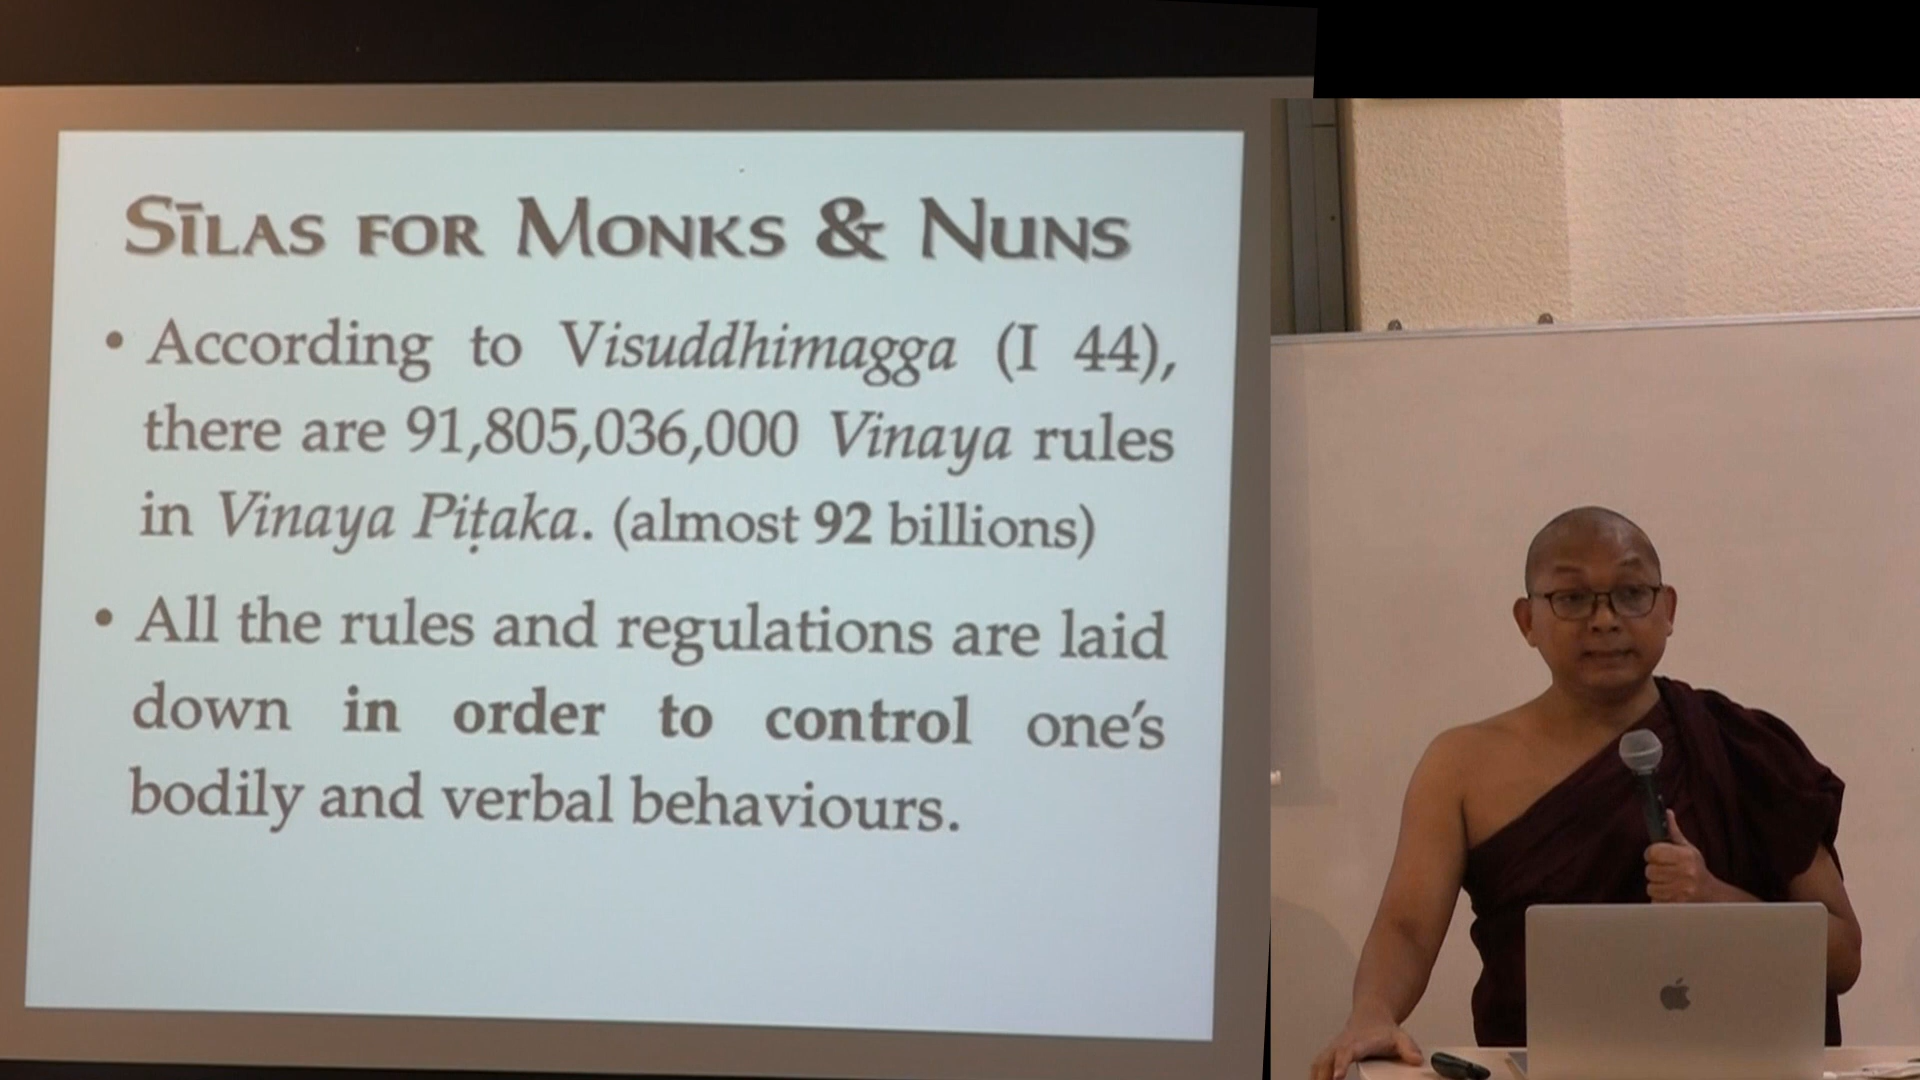 Sīlas for Monks & Nuns
• According to Visuddhimagga (I 44),
there are 91,805,036,000 Vinaya rules
in Vinaya Piṭaka. (almost 92 billions)
• All the rules and regulations are laid
down in order to control one's
bodily and verbal behaviours.